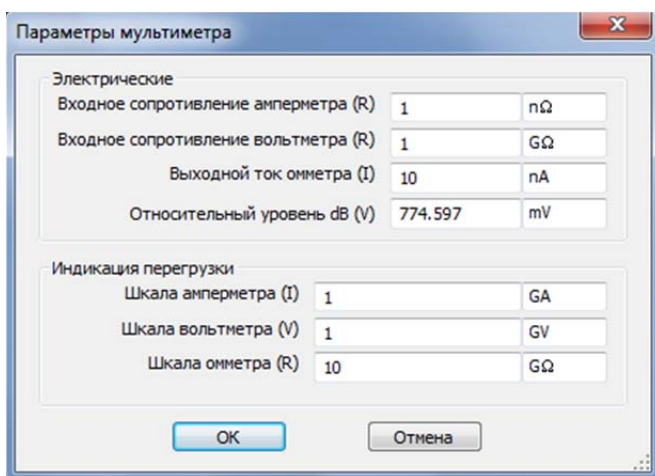 Параметры мультиметра
Электрические
Входное сопротивление амперметра (R) 1 nΩ
Входное сопротивление вольтметра (R) 1 GΩ
Выходной ток омметра (I) 10 nA
Относительный уровень dB (V) 774.597 mV
Индикация перегрузки
Шкала амперметра (I) 1 GA
Шкала вольтметра (V) 1 GV
Шкала омметра (R) 10 GΩ
OK Отмена